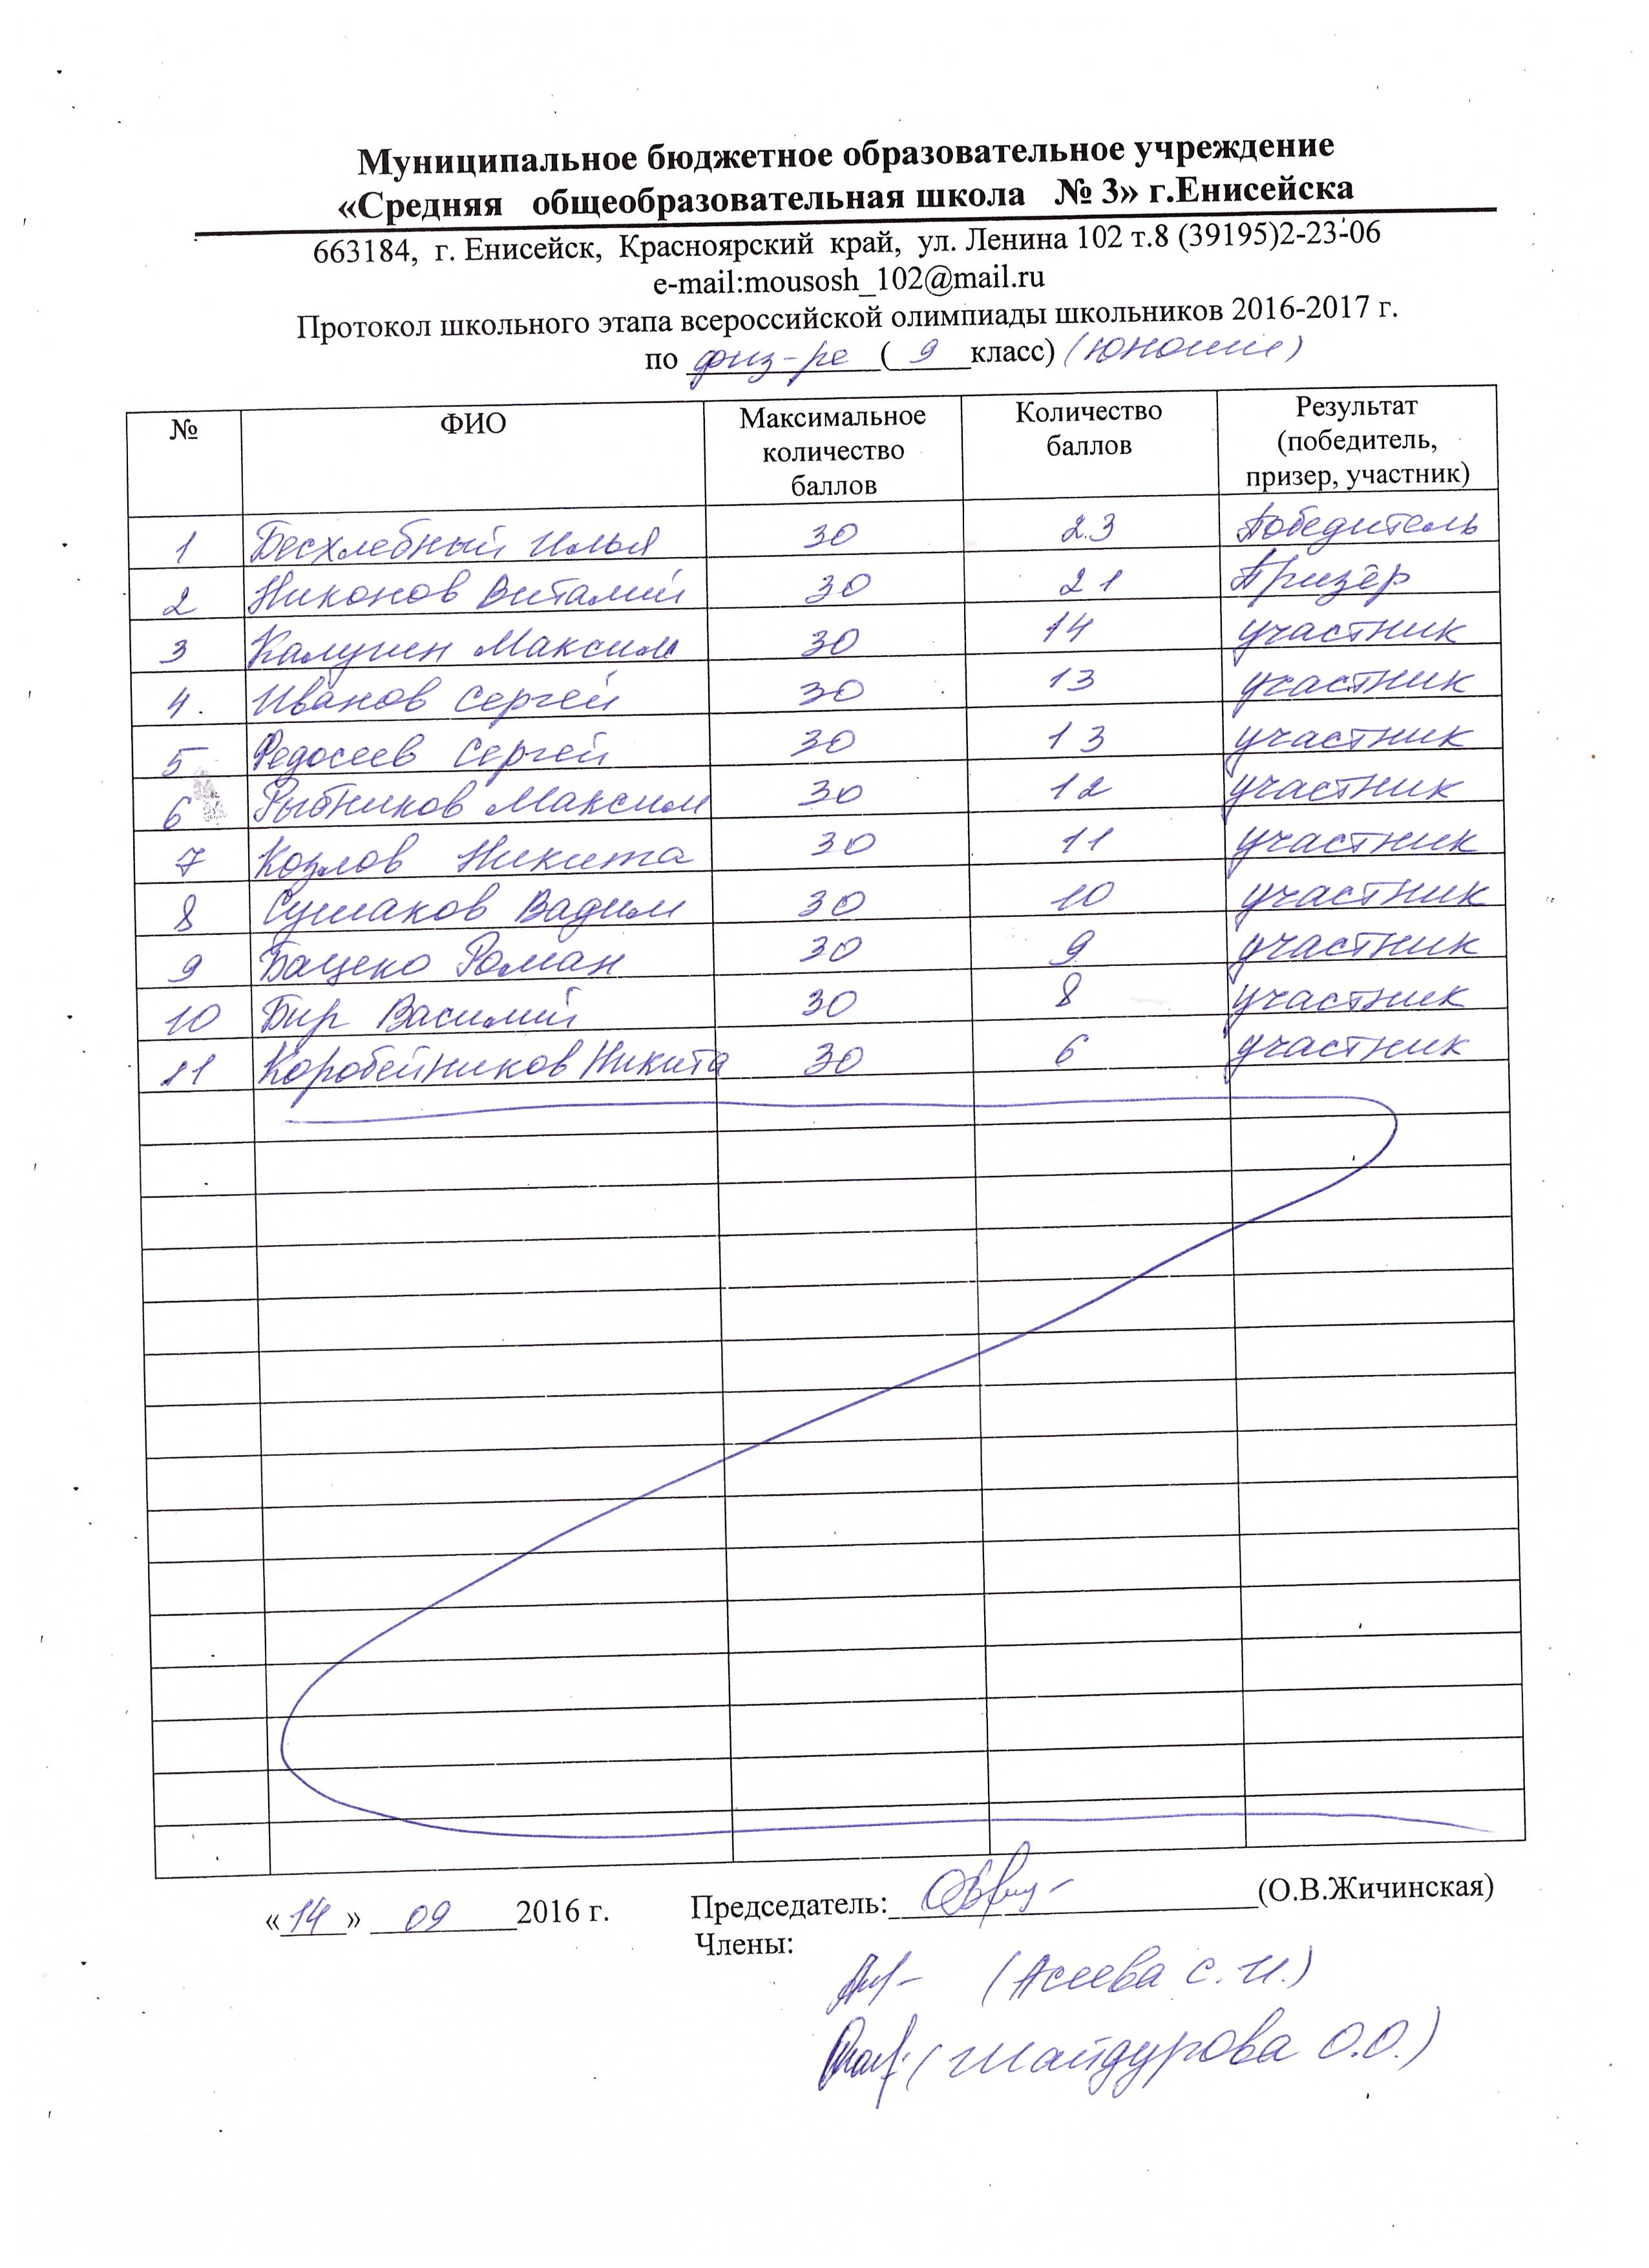 Муниципальное бюджетное образовательное учреждение
«Средняя общеобразовательная школа № 3» г.Енисейска
663184, г. Енисейск, Красноярский край, ул. Ленина 102 т.8 (39195)2-23-06
e-mail:mousosh_102@mail.ru
Протокол школьного этапа всероссийской олимпиады школьников 2016-2017 г.
по физ-ре (9 класс) (юноши)
№ ФИО Максимальное количество баллов Количество баллов Результат (победитель, призер, участник)
1 Бесхлебный Илья 30 23 Победитель
2 Никонов Виталий 30 21 Призёр
3 Калугин Максим 30 14 участник
4. Иванов Сергей 30 13 участник
5 Федосеев Сергей 30 13 участник
6 Рыбников Максим 30 12 участник
7 Козлов Никита 30 11 участник
8 Сушаков Вадим 30 10 участник
9 Бацеко Роман 30 9 участник
10 Бир Василий 30 8 участник
11 Коробейников Никита 30 6 участник
«14» 09 2016 г. Председатель: (О.В.Жичинская)
Члены:
(Асеева С.И.)
(Шайдурова О.О.)